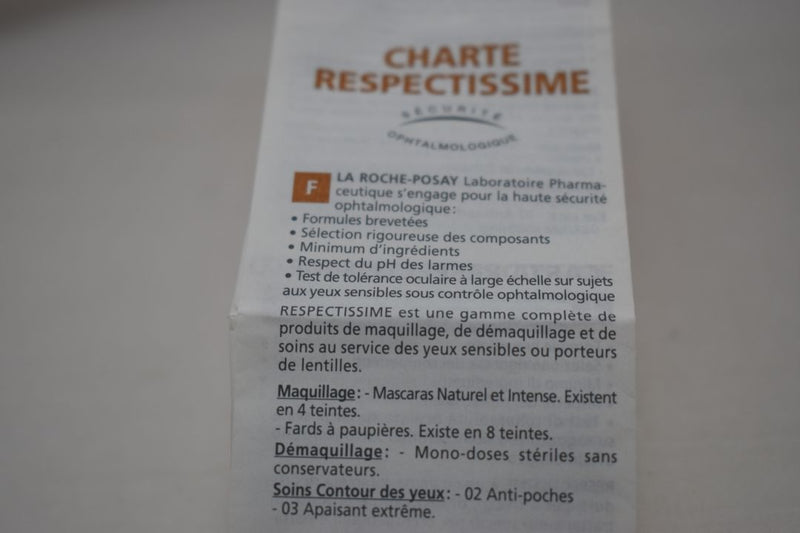 CHARTE
RESPECTISSIME
SÉCURITÉ
OPHTALMOLOGIQUE
F LA ROCHE-POSAY Laboratoire Pharma-
ceutique s'engage pour la haute sécurité
ophtalmologique:
• Formules brevetées
• Sélection rigoureuse des composants
• Minimum d'ingrédients
• Respect du pH des larmes
• Test de tolérance oculaire à large échelle sur sujets
aux yeux sensibles sous contrôle ophtalmologique
RESPECTISSIME est une gamme complète de
produits de maquillage, de démaquillage et de
soins au service des yeux sensibles ou porteurs
de lentilles.
Maquillage: - Mascaras Naturel et Intense. Existent
en 4 teintes.
- Fards à paupières. Existe en 8 teintes.
Démaquillage: - Mono-doses stériles sans
conservateurs.
Soins Contour des yeux: - 02 Anti-poches
- 03 Apaisant extrême.